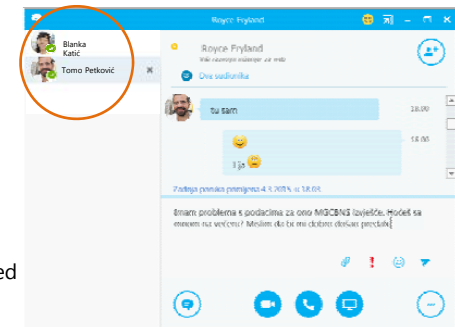 Royce Fryland
Blanka
Katić
Tomo Petković
Royce Fryland
Dva sudionika
tu sam
18.00
18.00
I ja
Zadnja poruka primljena 4.3.2015. u 18.03.
Imam problema s podacima za ono MGCBNS izvješće. Hoćeš sa
mnom na večeru? Mislim da bi mi dobro došao predah.
ed